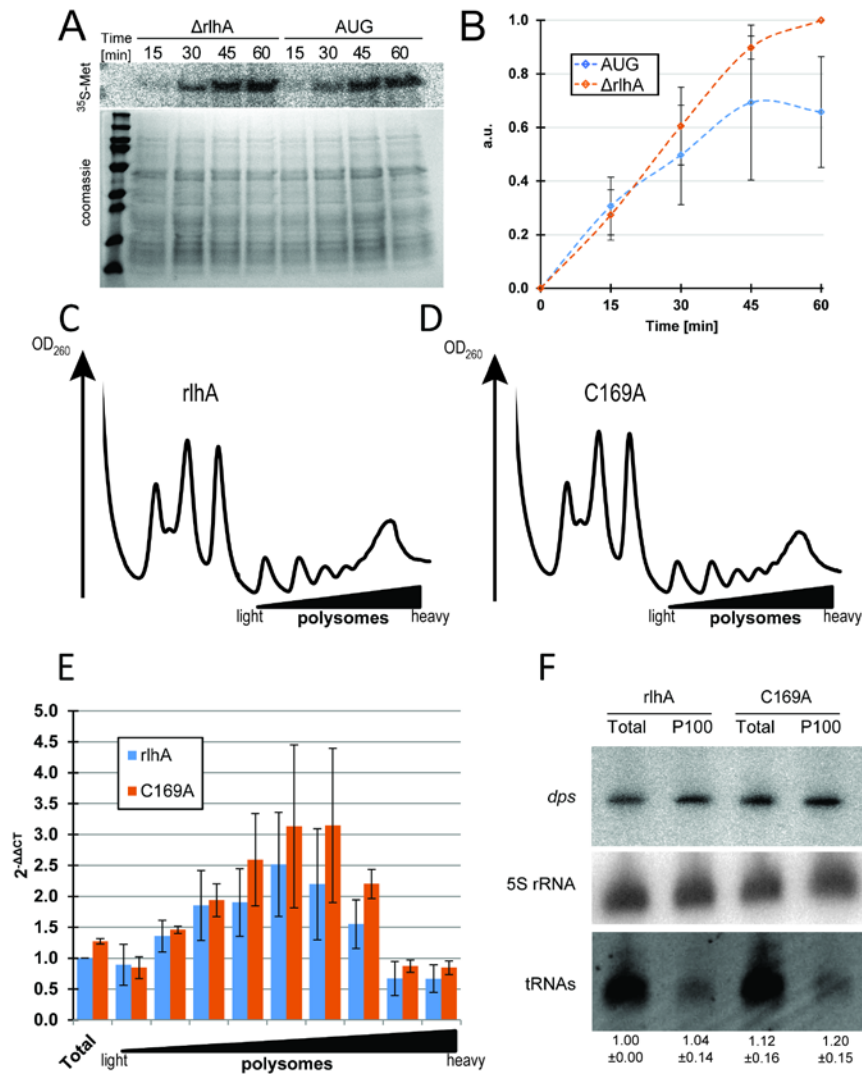 A
Time
[min]
ΔrlhA
AUG
15 30 45 60 15 30 45 60
³⁵S-Met
coomassie
B
AUG
ΔrlhA
a.u.
1.0
0.8
0.6
0.4
0.2
0.0
0 15 30 45 60
Time [min]
C
OD₂₆₀
rlhA
light
polysomes
heavy
D
OD₂₆₀
C169A
light
polysomes
heavy
E
5.0
4.5
4.0
3.5
3.0
2.5
2.0
1.5
1.0
0.5
0.0
2^-ΔΔCT
rlhA
C169A
Total
light
polysomes
heavy
F
rlhA C169A
Total P100 Total P100
dps
5S rRNA
tRNAs
1.00 1.04 1.12 1.20
±0.00 ±0.14 ±0.16 ±0.15